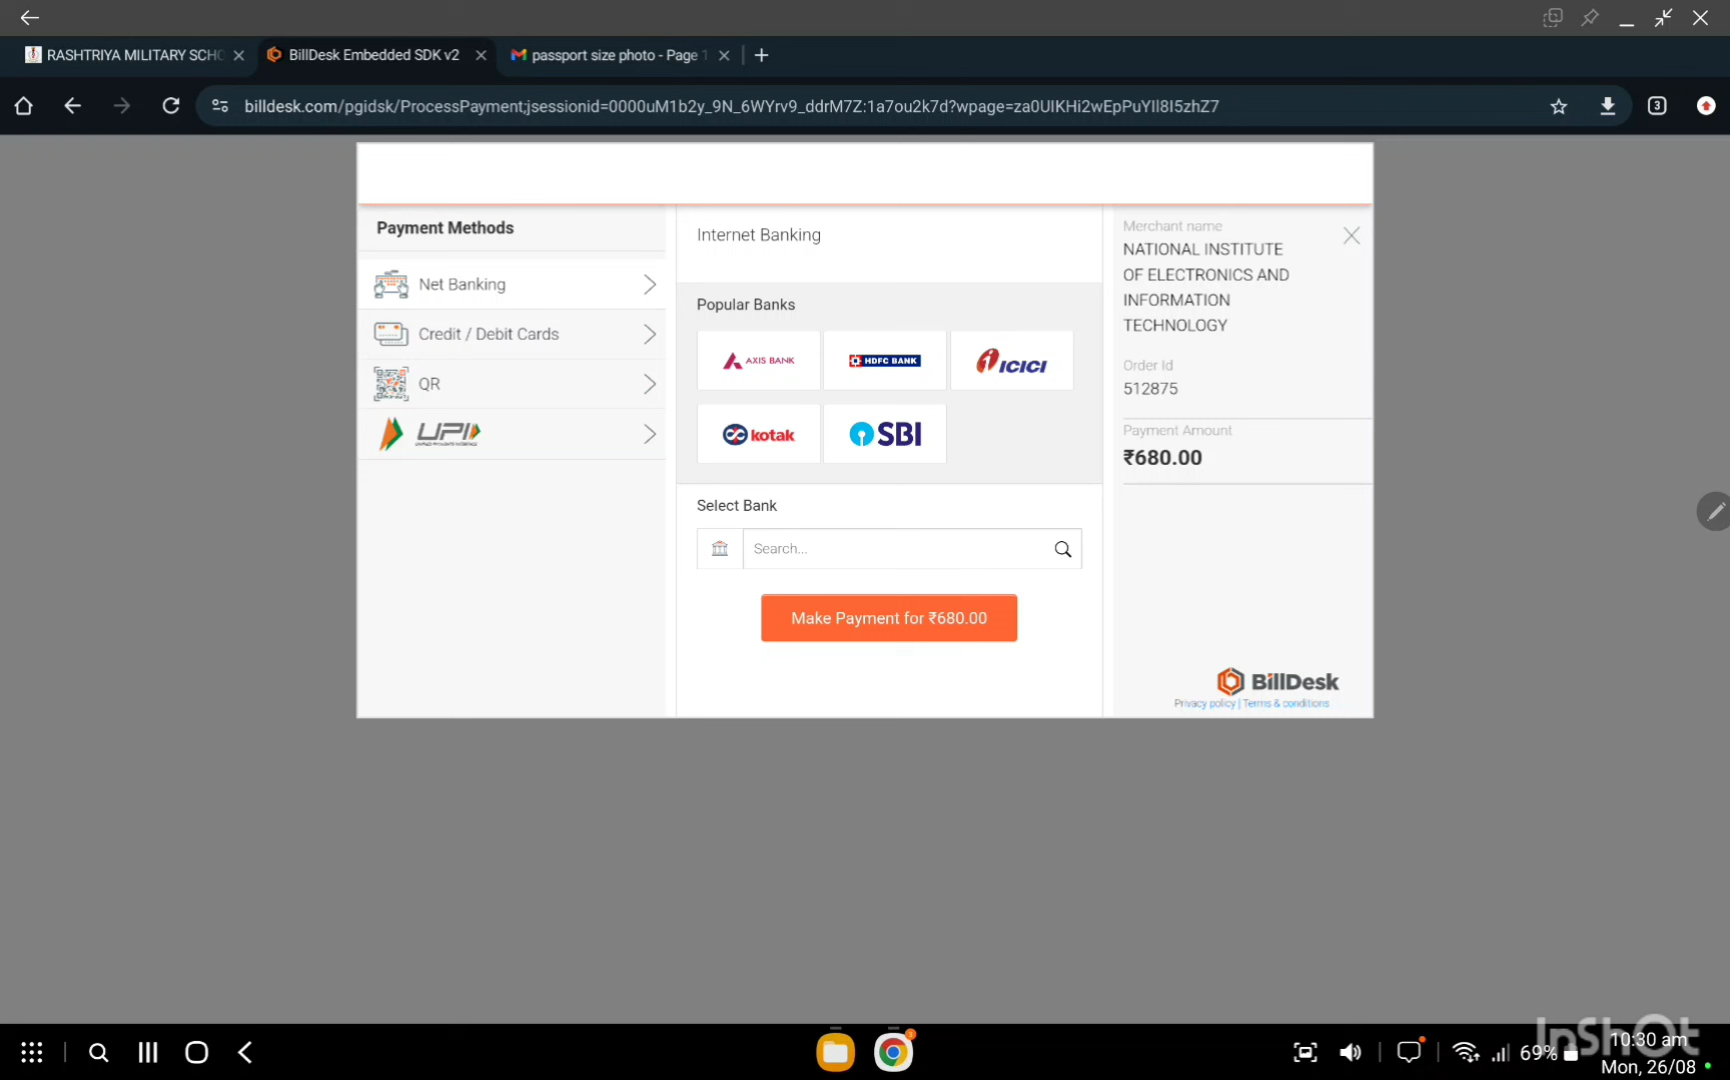 RASHTRIYA MILITARY SCHO
BillDesk Embedded SDK v2
passport size photo - Page 1
billdesk.com/pgidsk/ProcessPayment;jsessionid=0000uM1b2y_9N_6WYrv9_ddrM7Z:1a7ou2k7d?wpage=za0UIKHi2wEpPuYIl8I5zhZ7
3
Payment Methods
Net Banking
Credit / Debit Cards
QR
UPI
Internet Banking
Popular Banks
AXIS BANK
HDFC BANK
ICICI
kotak
SBI
Select Bank
Search...
Make Payment for ₹680.00
Merchant name
NATIONAL INSTITUTE
OF ELECTRONICS AND
INFORMATION
TECHNOLOGY
Order Id
512875
Payment Amount
₹680.00
BillDesk
Privacy policy | Terms & conditions
InShOt
69%
10:30 am
Mon, 26/08